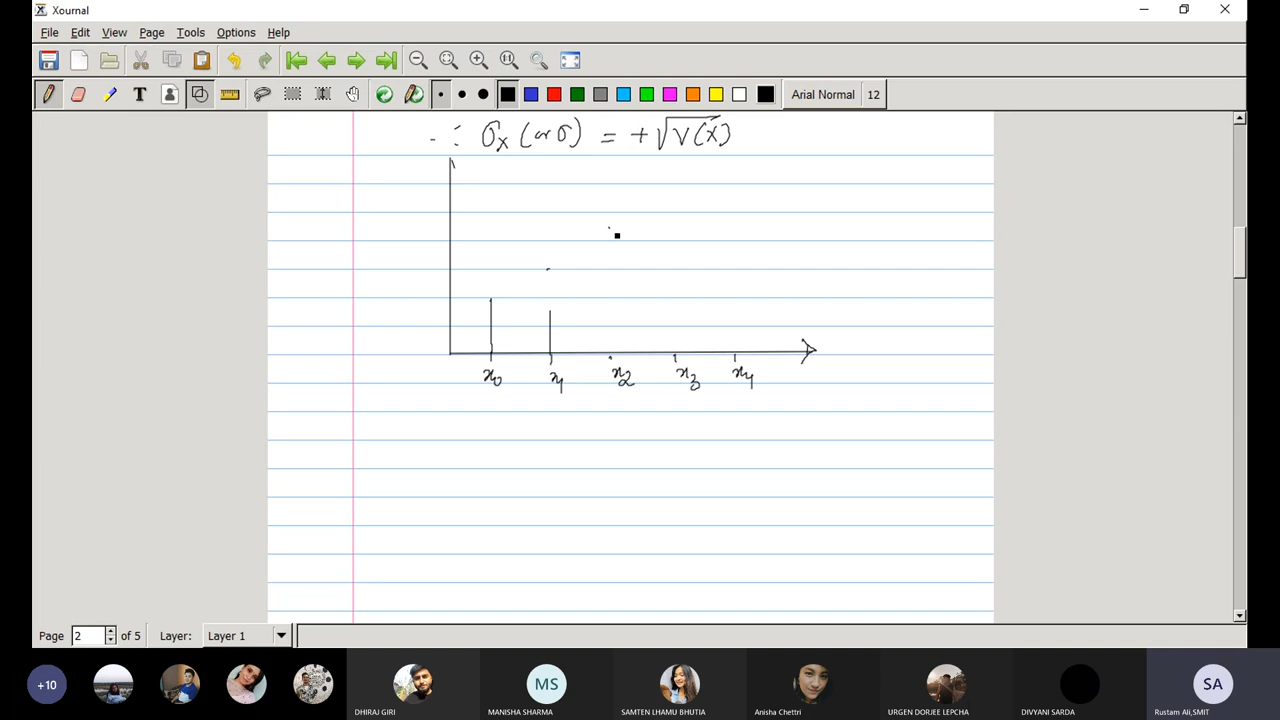 Xournal
File Edit View Page Tools Options Help
Arial Normal 12
∴ σx (or σ) = +√V(X)
x0 x1 x2 x3 x4
Page 2 of 5 Layer: Layer 1
+10 MS SA
DHIRAJ GIRI MANISHA SHARMA SAMTEN LHAMU BHUTIA Anisha Chettri URGEN DORJEE LEPCHA DIVYANI SARDA Rustam Ali,SMIT